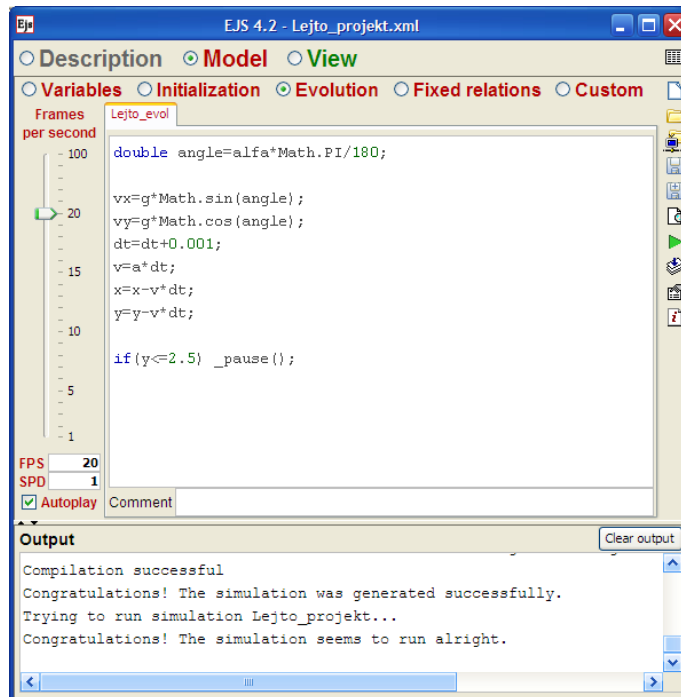 Ejs
EJS 4.2 - Lejto_projekt.xml
Description Model View
Variables Initialization Evolution Fixed relations Custom
Frames
per second
Lejto_evol
100
20
15
10
5
1
double angle=alfa*Math.PI/180;
vx=g*Math.sin(angle);
vy=g*Math.cos(angle);
dt=dt+0.001;
v=a*dt;
x=x-v*dt;
y=y-v*dt;
if(y<=2.5) _pause();
FPS 20
SPD 1
Autoplay Comment
Output
Clear output
Compilation successful
Congratulations! The simulation was generated successfully.
Trying to run simulation Lejto_projekt...
Congratulations! The simulation seems to run alright.